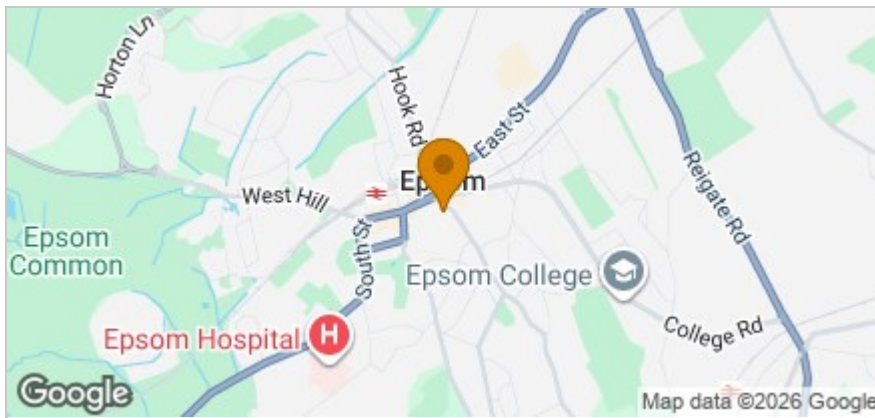 Horton Ln
Hook Rd
East St
Epsom
West Hill
Reigate Rd
Epsom
Common
South St
Epsom College
Epsom Hospital
H
College Rd
Google
Map data ©2026 Google